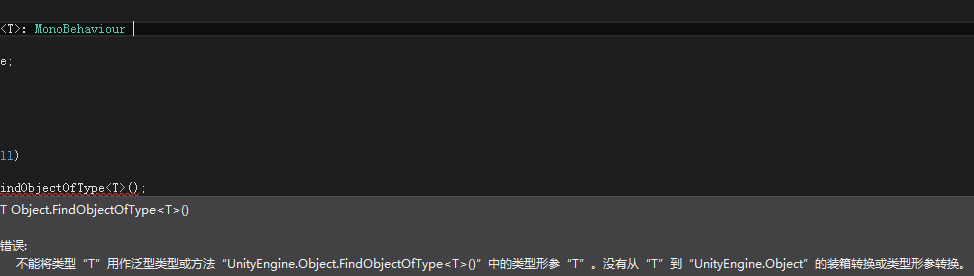 <T>: MonoBehaviour
e;
ll)
indObjectOfType<T>();
T Object.FindObjectOfType<T>()
错误:
不能将类型“T”用作泛型类型或方法“UnityEngine.Object.FindObjectOfType<T>()”中的类型形参“T”。没有从“T”到“UnityEngine.Object”的装箱转换或类型形参转换。